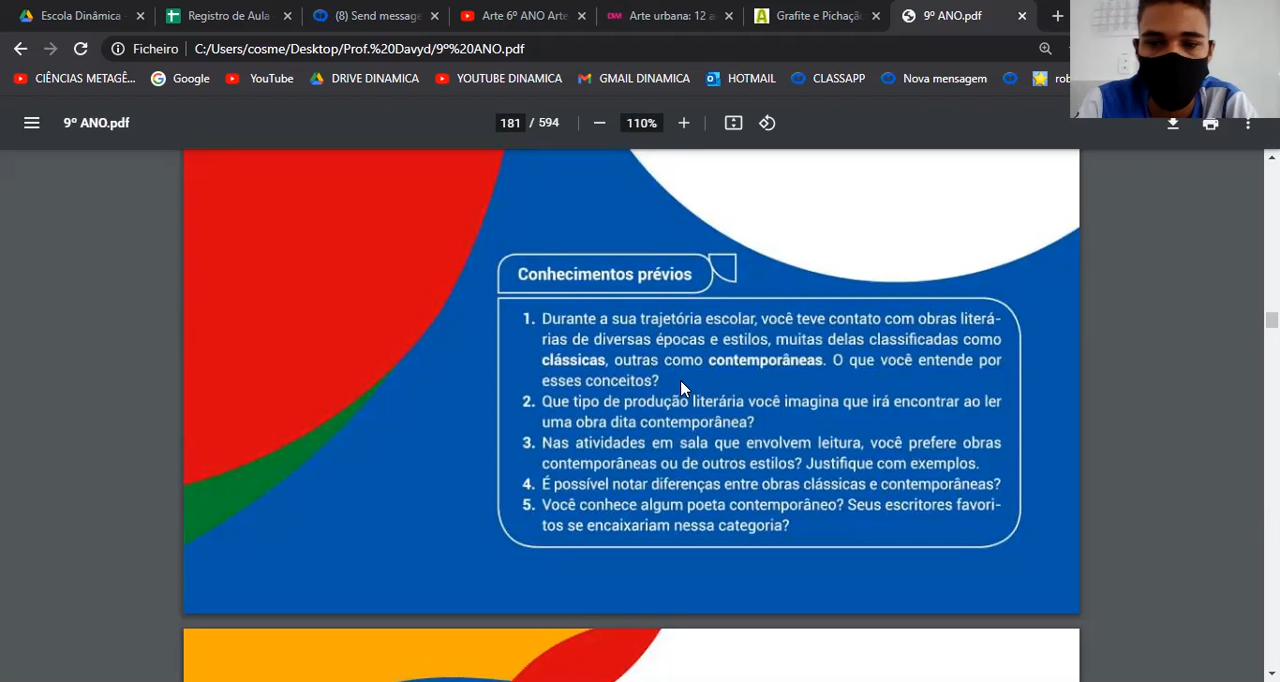 Escola Dinâmica -
Registro de Aula
(8) Send message
Arte 6º ANO Arte
Arte urbana: 12 a
Grafite e Pichação
9º ANO.pdf
Ficheiro | C:/Users/cosme/Desktop/Prof.%20Davyd/9º%20ANO.pdf
CIÊNCIAS METAGÊ...
Google
YouTube
DRIVE DINAMICA
YOUTUBE DINAMICA
GMAIL DINAMICA
HOTMAIL
CLASSAPP
Nova mensagem
9º ANO.pdf
181 / 594
110%
Conhecimentos prévios
1. Durante a sua trajetória escolar, você teve contato com obras literá-
rias de diversas épocas e estilos, muitas delas classificadas como
clássicas, outras como contemporâneas. O que você entende por
esses conceitos?
2. Que tipo de produção literária você imagina que irá encontrar ao ler
uma obra dita contemporânea?
3. Nas atividades em sala que envolvem leitura, você prefere obras
contemporâneas ou de outros estilos? Justifique com exemplos.
4. É possível notar diferenças entre obras clássicas e contemporâneas?
5. Você conhece algum poeta contemporâneo? Seus escritores favori-
tos se encaixariam nessa categoria?